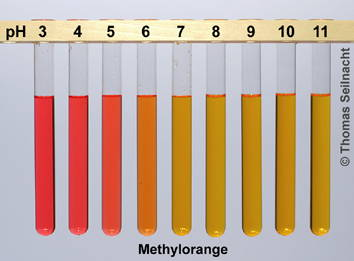 pH 3 4 5 6 7 8 9 10 11
© Thomas Seilnacht
Methylorange